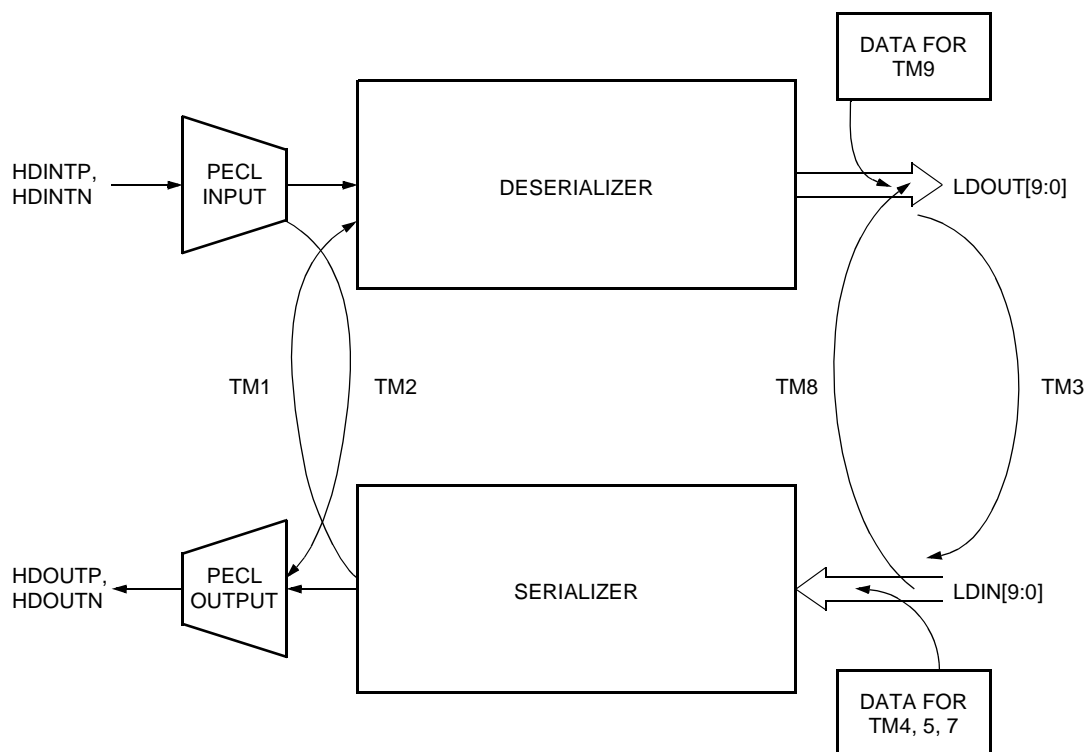 DATA FOR
TM9
HDINTP,
HDINTN
PECL
INPUT
DESERIALIZER
LDOUT[9:0]
TM1
TM2
TM8
TM3
HDOUTP,
HDOUTN
PECL
OUTPUT
SERIALIZER
LDIN[9:0]
DATA FOR
TM4, 5, 7